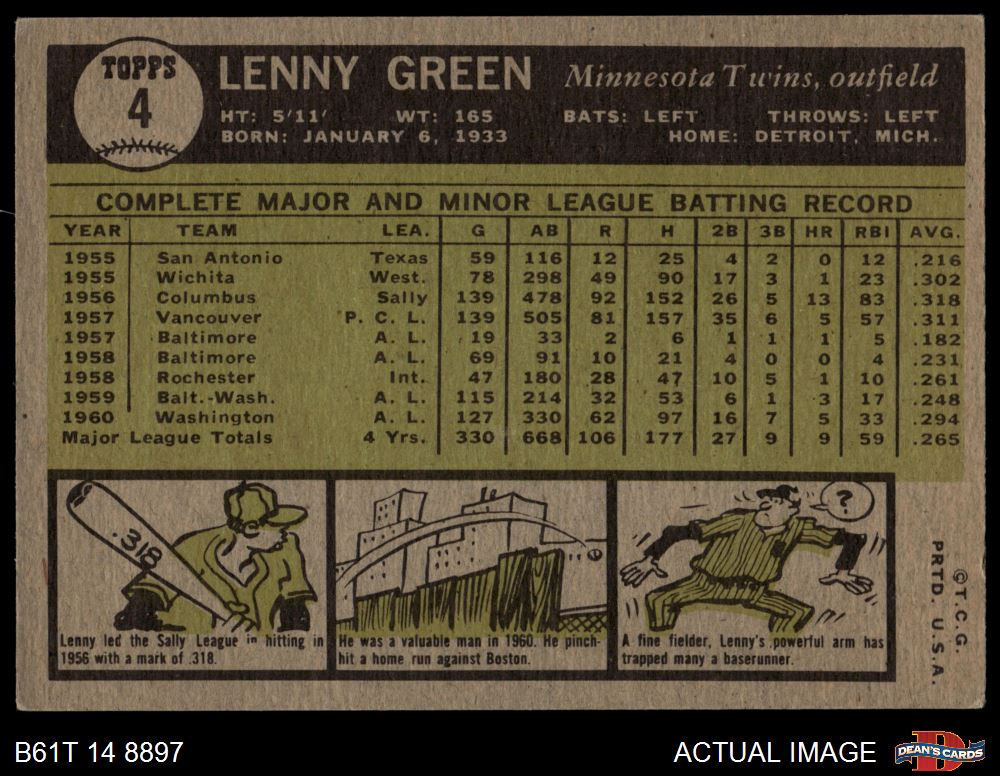 TOPPS
4
LENNY GREEN Minnesota Twins, outfield
HT: 5'11' WT: 165 BATS: LEFT THROWS: LEFT
BORN: JANUARY 6, 1933 HOME: DETROIT, MICH.
COMPLETE MAJOR AND MINOR LEAGUE BATTING RECORD
YEAR TEAM LEA. G AB R H 2B 3B HR RBI AVG.
1955 San Antonio Texas 59 116 12 25 4 2 0 12 .216
1955 Wichita West. 78 298 49 90 17 3 1 23 .302
1956 Columbus Sally 139 478 92 152 26 5 13 83 .318
1957 Vancouver P. C. L. 139 505 81 157 35 6 5 57 .311
1957 Baltimore A. L. 19 33 2 6 1 1 1 5 .182
1958 Baltimore A. L. 69 91 10 21 4 0 0 4 .231
1958 Rochester Int. 47 180 28 47 10 5 1 10 .261
1959 Balt.-Wash. A. L. 115 214 32 53 6 1 3 17 .248
1960 Washington A. L. 127 330 62 97 16 7 5 33 .294
Major League Totals 4 Yrs. 330 668 106 177 27 9 9 59 .265
.318
Lenny led the Sally League in hitting in
1956 with a mark of .318.
He was a valuable man in 1960. He pinch-
hit a home run against Boston.
?
A fine fielder, Lenny's powerful arm has
trapped many a baserunner.
© T. C. G.
PRTD. U. S. A.
B61T 14 8897
ACTUAL IMAGE
DEAN'S CARDS